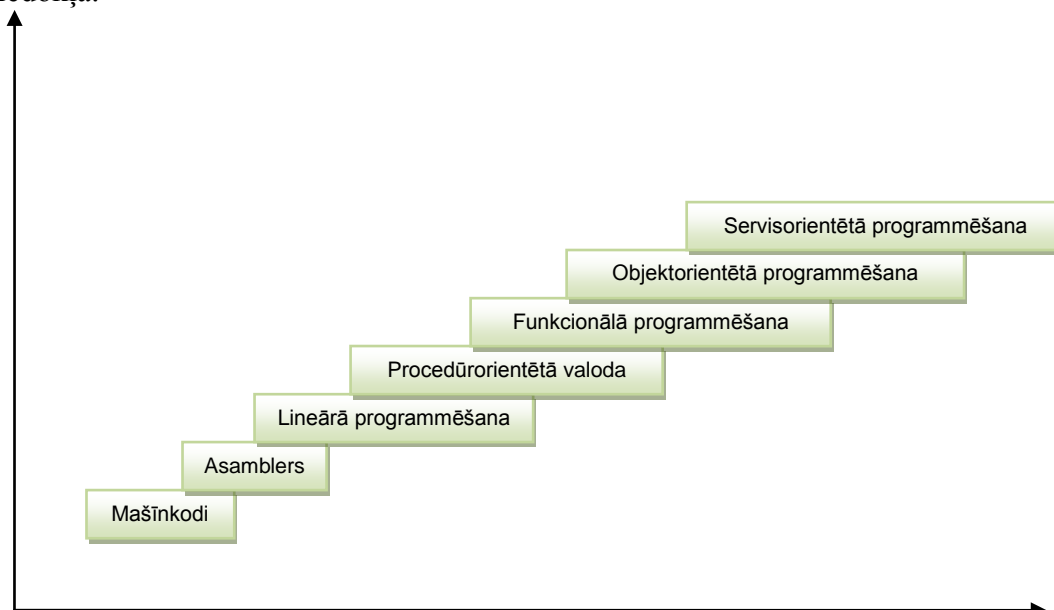 Servisorientētā programmēšana
Objektorientētā programmēšana
Funkcionālā programmēšana
Procedūrorientētā valoda
Lineārā programmēšana
Asamblers
Mašīnkodi